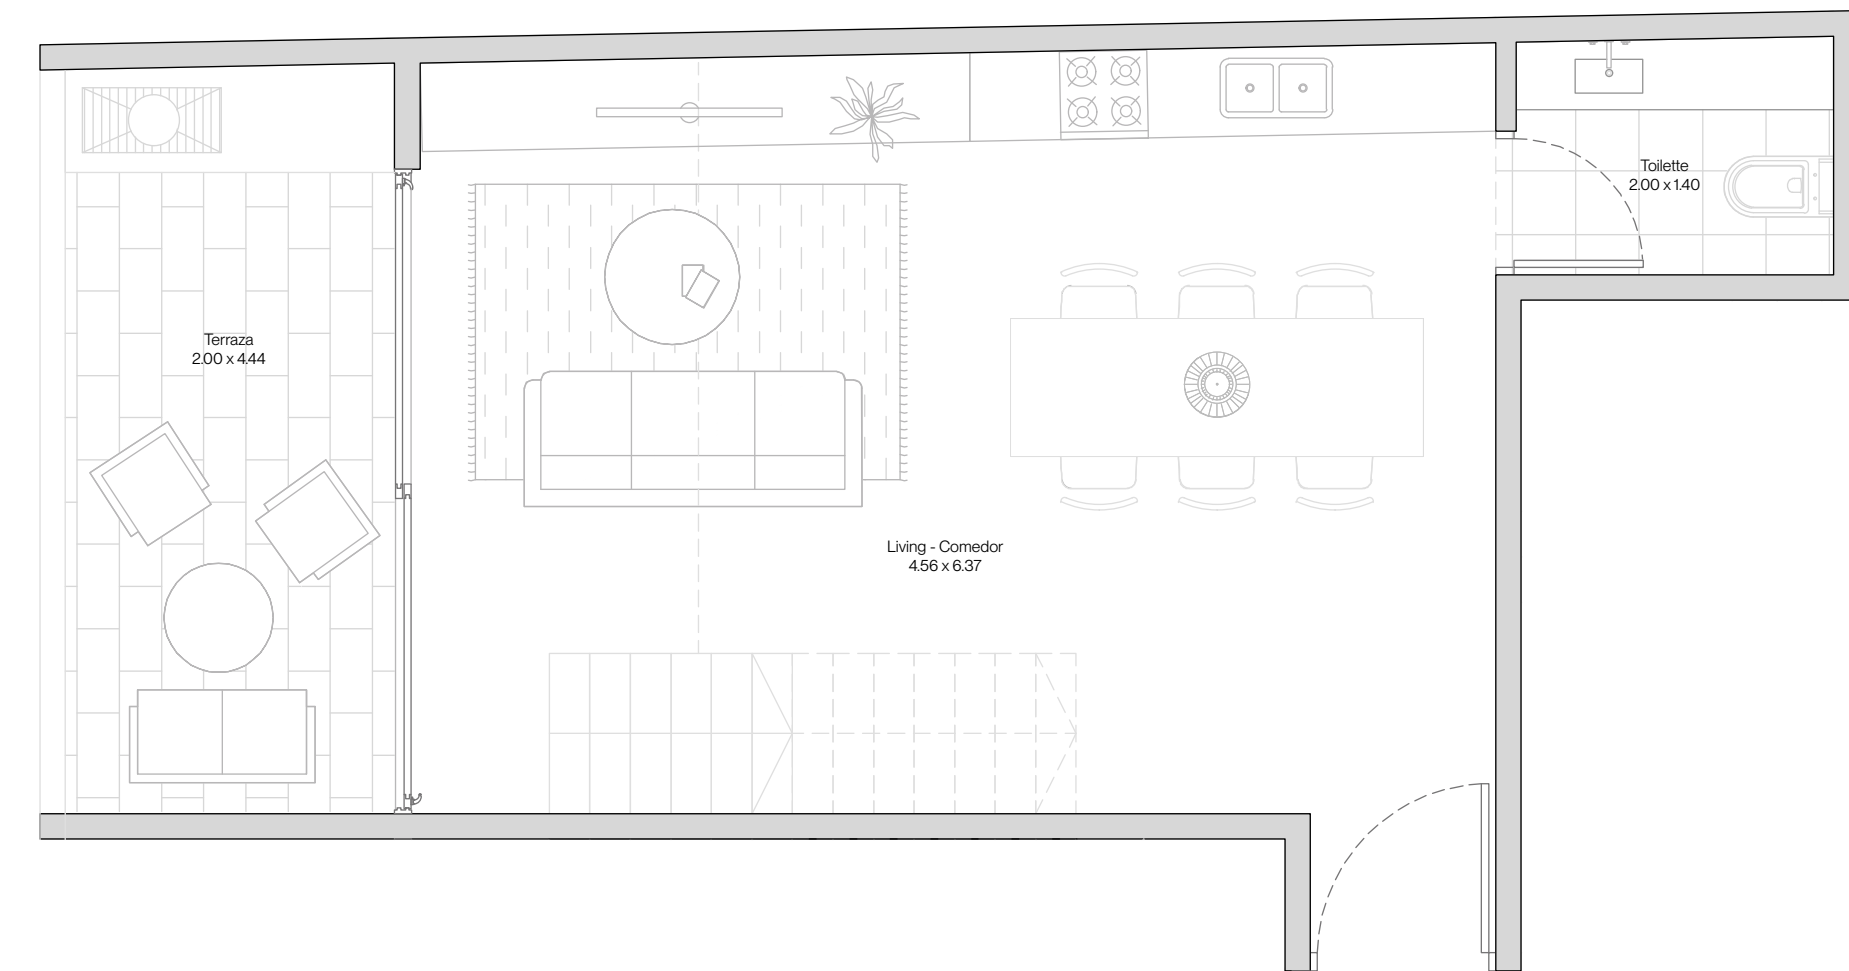 Toilette
2.00 x 1.40
Terraza
2.00 x 4.44
Living - Comedor
4.56 x 6.37